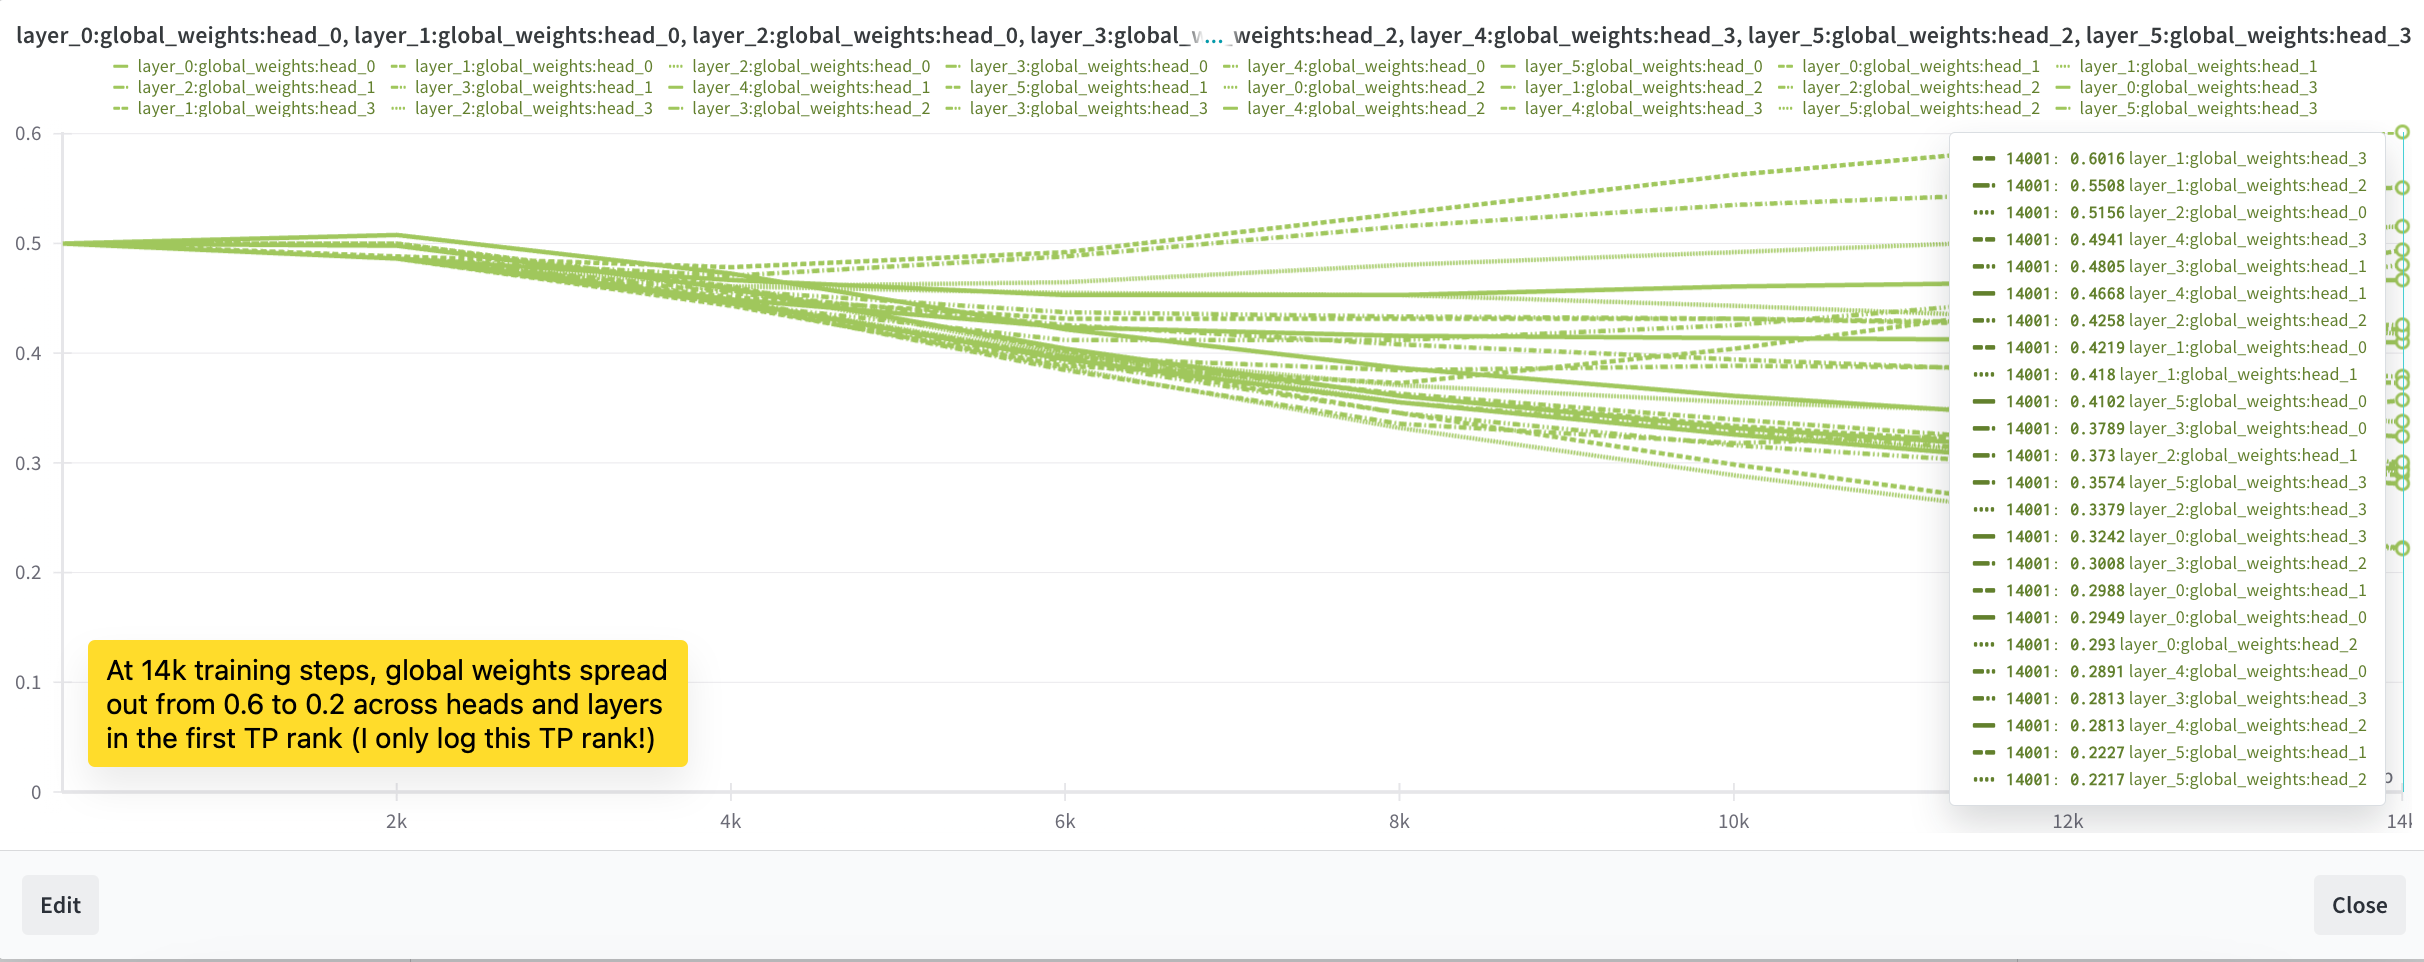 layer_0:global_weights:head_0, layer_1:global_weights:head_0, layer_2:global_weights:head_0, layer_3:global_w..._weights:head_2, layer_4:global_weights:head_3, layer_5:global_weights:head_2, layer_5:global_weights:head_3
layer_0:global_weights:head_0 layer_1:global_weights:head_0 layer_2:global_weights:head_0 layer_3:global_weights:head_0 layer_4:global_weights:head_0 layer_5:global_weights:head_0 layer_0:global_weights:head_1 layer_1:global_weights:head_1
layer_2:global_weights:head_1 layer_3:global_weights:head_1 layer_4:global_weights:head_1 layer_5:global_weights:head_1 layer_0:global_weights:head_2 layer_1:global_weights:head_2 layer_2:global_weights:head_2 layer_0:global_weights:head_3
layer_1:global_weights:head_3 layer_2:global_weights:head_3 layer_3:global_weights:head_2 layer_3:global_weights:head_3 layer_4:global_weights:head_2 layer_4:global_weights:head_3 layer_5:global_weights:head_2 layer_5:global_weights:head_3
0.6
0.5
0.4
0.3
0.2
0.1
0
14001: 0.6016 layer_1:global_weights:head_3
14001: 0.5508 layer_1:global_weights:head_2
14001: 0.5156 layer_2:global_weights:head_0
14001: 0.4941 layer_4:global_weights:head_3
14001: 0.4805 layer_3:global_weights:head_1
14001: 0.4668 layer_4:global_weights:head_1
14001: 0.4258 layer_2:global_weights:head_2
14001: 0.4219 layer_1:global_weights:head_0
14001: 0.418 layer_1:global_weights:head_1
14001: 0.4102 layer_5:global_weights:head_0
14001: 0.3789 layer_3:global_weights:head_0
14001: 0.373 layer_2:global_weights:head_1
14001: 0.3574 layer_5:global_weights:head_3
14001: 0.3379 layer_2:global_weights:head_3
14001: 0.3242 layer_0:global_weights:head_3
14001: 0.3008 layer_3:global_weights:head_2
14001: 0.2988 layer_0:global_weights:head_1
14001: 0.2949 layer_0:global_weights:head_0
14001: 0.293 layer_0:global_weights:head_2
14001: 0.2891 layer_4:global_weights:head_0
14001: 0.2813 layer_3:global_weights:head_3
14001: 0.2813 layer_4:global_weights:head_2
14001: 0.2227 layer_5:global_weights:head_1
14001: 0.2217 layer_5:global_weights:head_2
At 14k training steps, global weights spread
out from 0.6 to 0.2 across heads and layers
in the first TP rank (I only log this TP rank!)
2k 4k 6k 8k 10k 12k 14k
Edit
Close